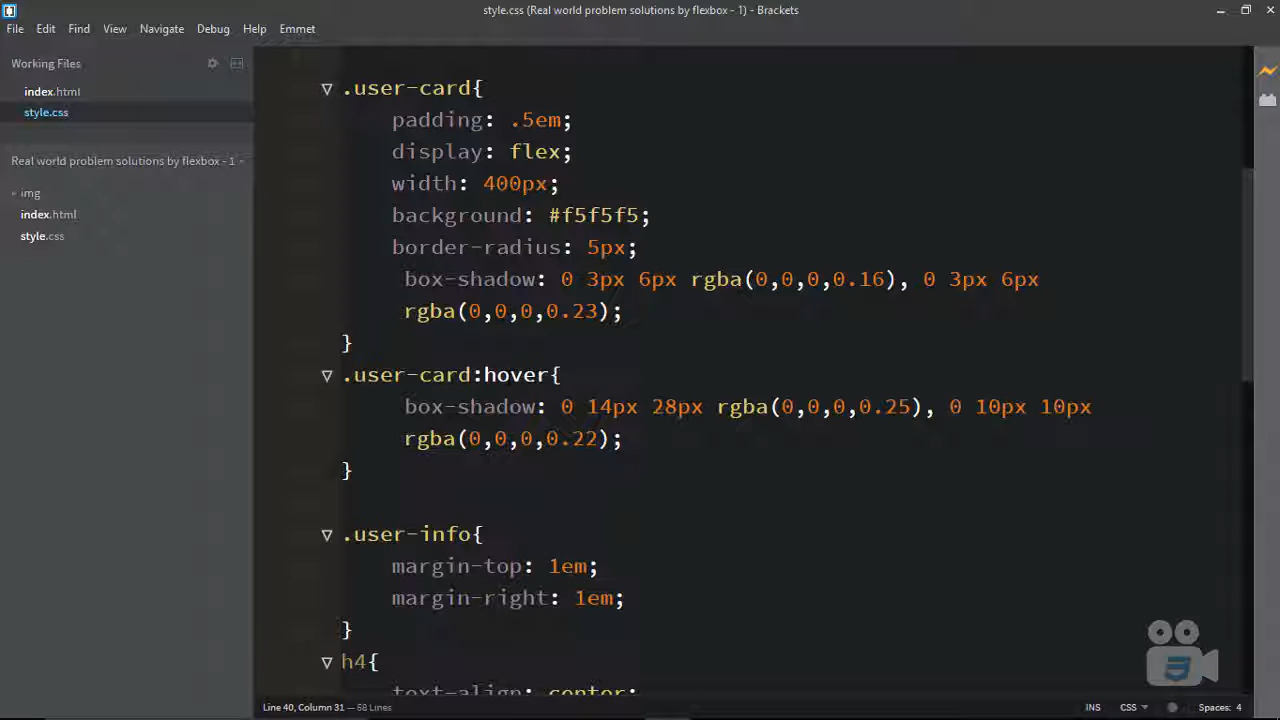 style.css (Real world problem solutions by flexbox - 1) - Brackets
File Edit Find View Navigate Debug Help Emmet
Working Files
index.html
style.css
Real world problem solutions by flexbox - 1
img
index.html
style.css
.user-card{
padding: .5em;
display: flex;
width: 400px;
background: #f5f5f5;
border-radius: 5px;
box-shadow: 0 3px 6px rgba(0,0,0,0.16), 0 3px 6px
rgba(0,0,0,0.23);
}
.user-card:hover{
box-shadow: 0 14px 28px rgba(0,0,0,0.25), 0 10px 10px
rgba(0,0,0,0.22);
}
.user-info{
margin-top: 1em;
margin-right: 1em;
}
h4{
text-align: center;
Line 40, Column 31 — 58 Lines
INS CSS Spaces: 4